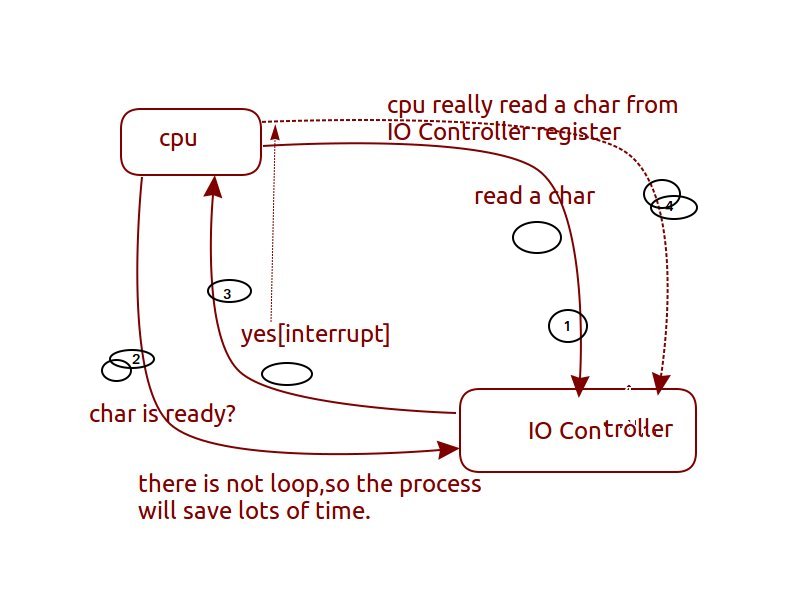 cpu really read a char from
IO Controller register
cpu
read a char
4
3
1
yes[interrupt]
2
char is ready?
IO Controller
there is not loop,so the process
will save lots of time.